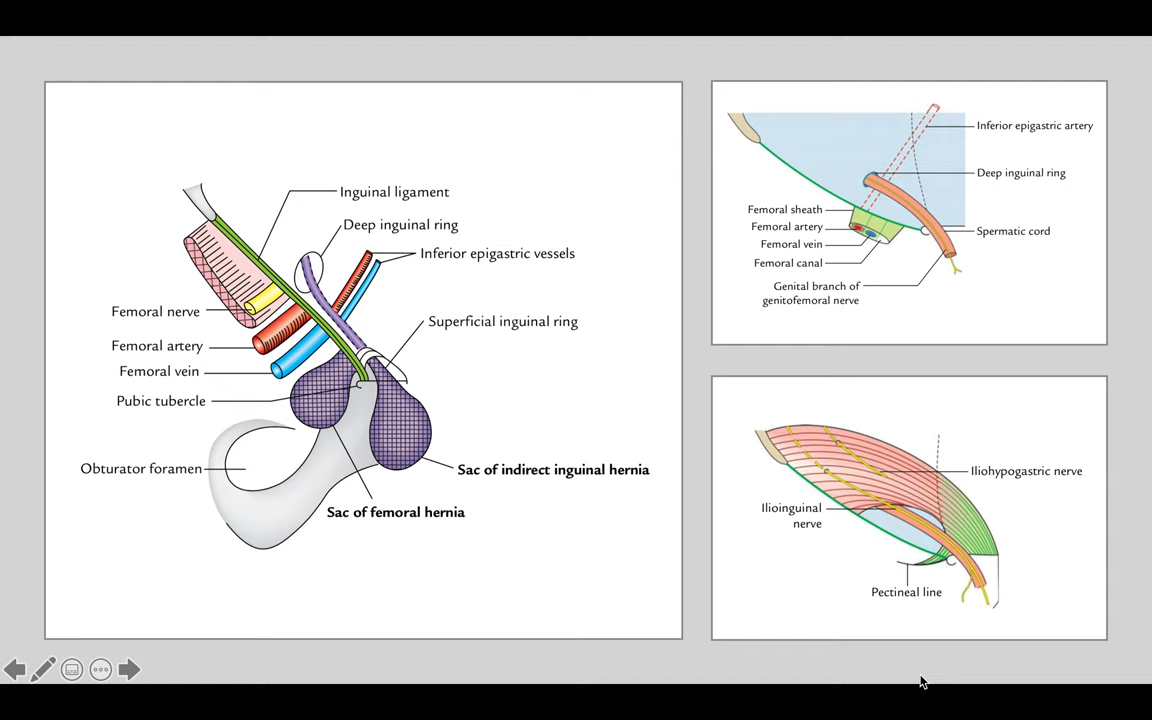 Inguinal ligament
Deep inguinal ring
Inferior epigastric vessels
Femoral nerve
Superficial inguinal ring
Femoral artery
Femoral vein
Pubic tubercle
Obturator foramen
Sac of indirect inguinal hernia
Sac of femoral hernia
Inferior epigastric artery
Deep inguinal ring
Femoral sheath
Femoral artery
Spermatic cord
Femoral vein
Femoral canal
Genital branch of
genitofemoral nerve
Iliohypogastric nerve
Ilioinguinal
nerve
Pectineal line